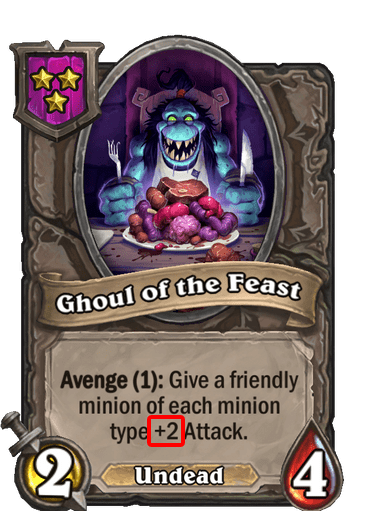 Ghoul of the Feast
Avenge (1): Give a friendly
minion of each minion
type +2 Attack.
2
Undead
4